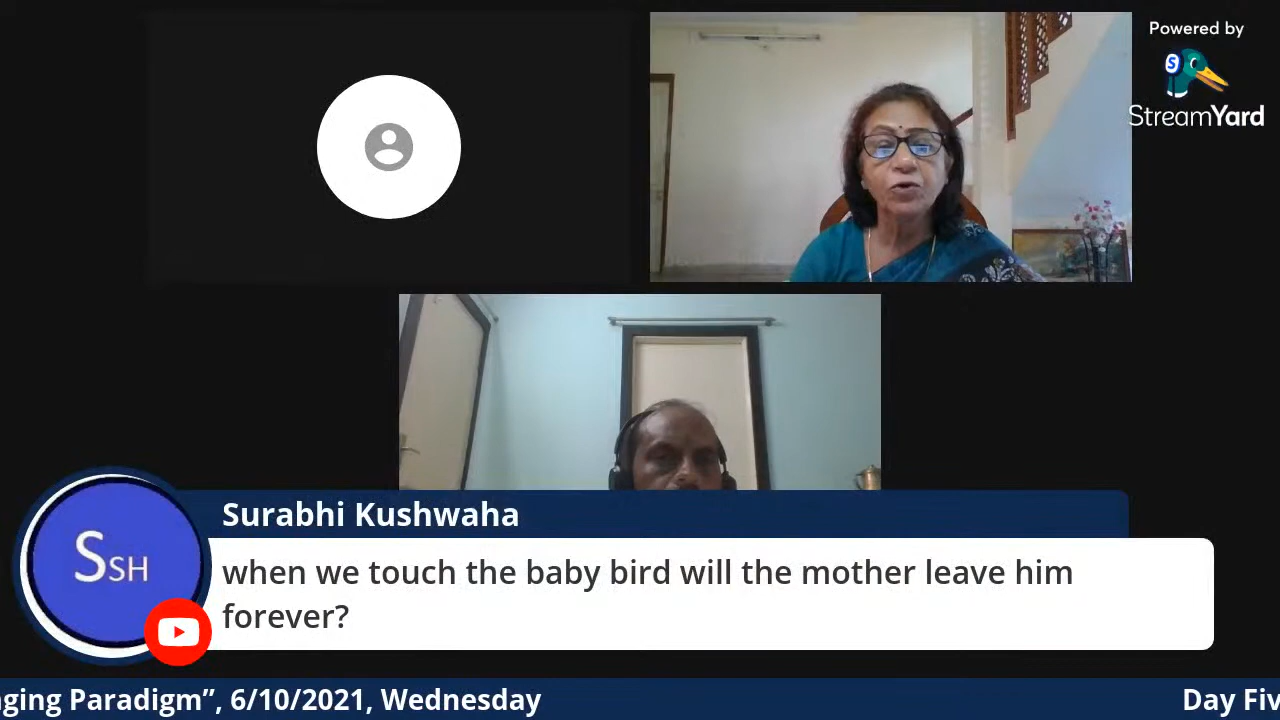 Powered by
S
StreamYard
Surabhi Kushwaha
SSH
when we touch the baby bird will the mother leave him
forever?
ging Paradigm”, 6/10/2021, Wednesday
Day Fiv